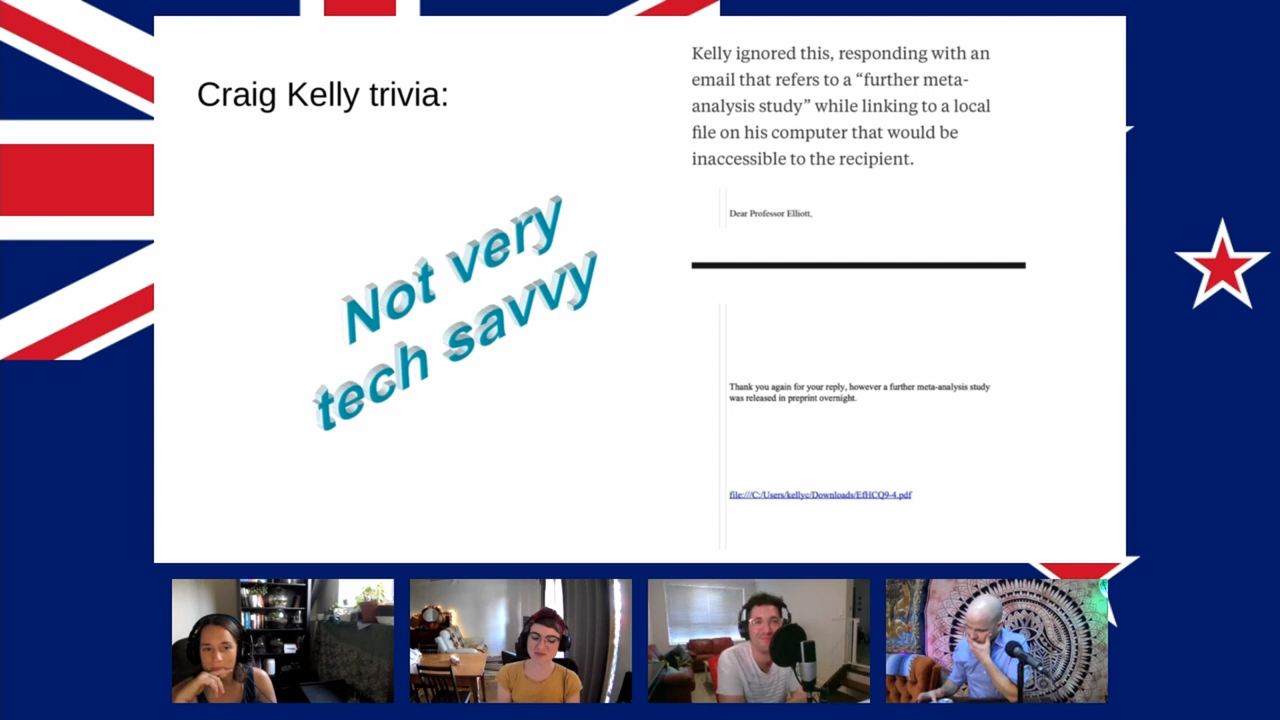 Craig Kelly trivia:
Not very
tech savvy
Kelly ignored this, responding with an
email that refers to a “further meta-
analysis study” while linking to a local
file on his computer that would be
inaccessible to the recipient.
Dear Professor Elliott,
Thank you again for your reply, however a further meta-analysis study
was released in preprint overnight.
file:///C:/Users/kellyc/Downloads/EfHCQ9-4.pdf